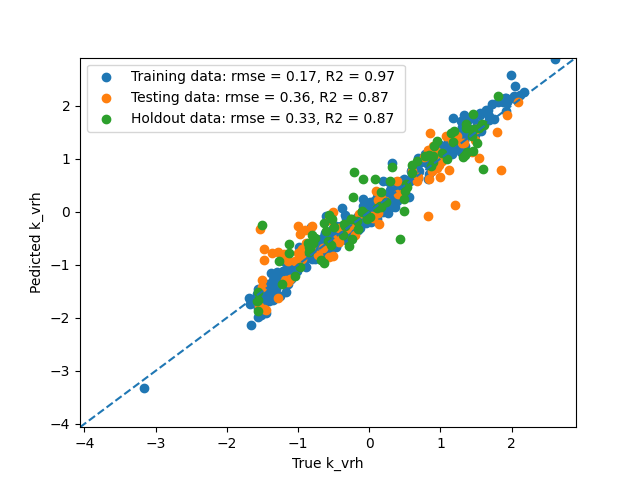 Training data: rmse = 0.17, R2 = 0.97
Testing data: rmse = 0.36, R2 = 0.87
Holdout data: rmse = 0.33, R2 = 0.87
2
1
0
−1
−2
−3
−4
Pedicted k_vrh
−4 −3 −2 −1 0 1 2
True k_vrh